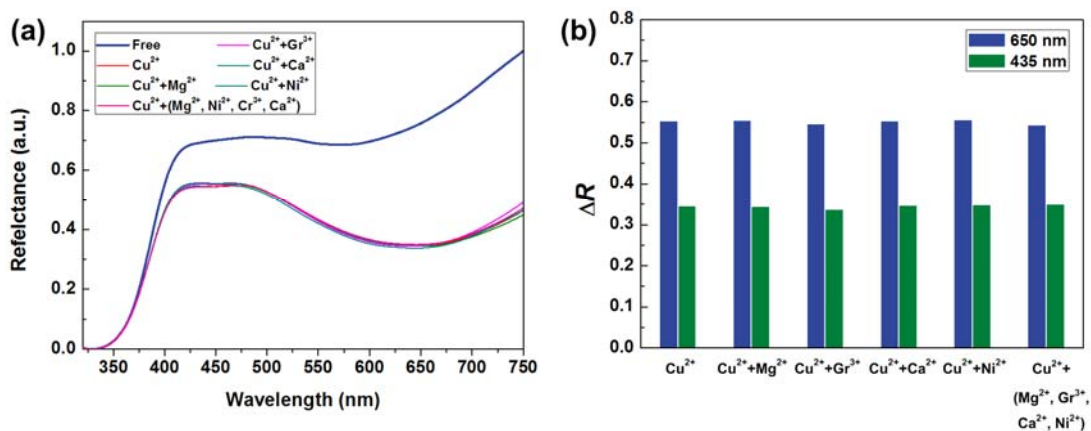 (a)
Free
Cu²⁺+Gr³⁺
Cu²⁺
Cu²⁺+Ca²⁺
Cu²⁺+Mg²⁺
Cu²⁺+Ni²⁺
Cu²⁺+(Mg²⁺, Ni²⁺, Cr³⁺, Ca²⁺)
1.0
0.8
0.6
0.4
0.2
0.0
Refelctance (a.u.)
350 400 450 500 550 600 650 700 750
Wavelength (nm)
(b)
650 nm
435 nm
0.8
0.7
0.6
0.5
0.4
0.3
0.2
0.1
0.0
ΔR
Cu²⁺ Cu²⁺+Mg²⁺ Cu²⁺+Gr³⁺ Cu²⁺+Ca²⁺ Cu²⁺+Ni²⁺ Cu²⁺+
(Mg²⁺, Gr³⁺,
Ca²⁺, Ni²⁺)